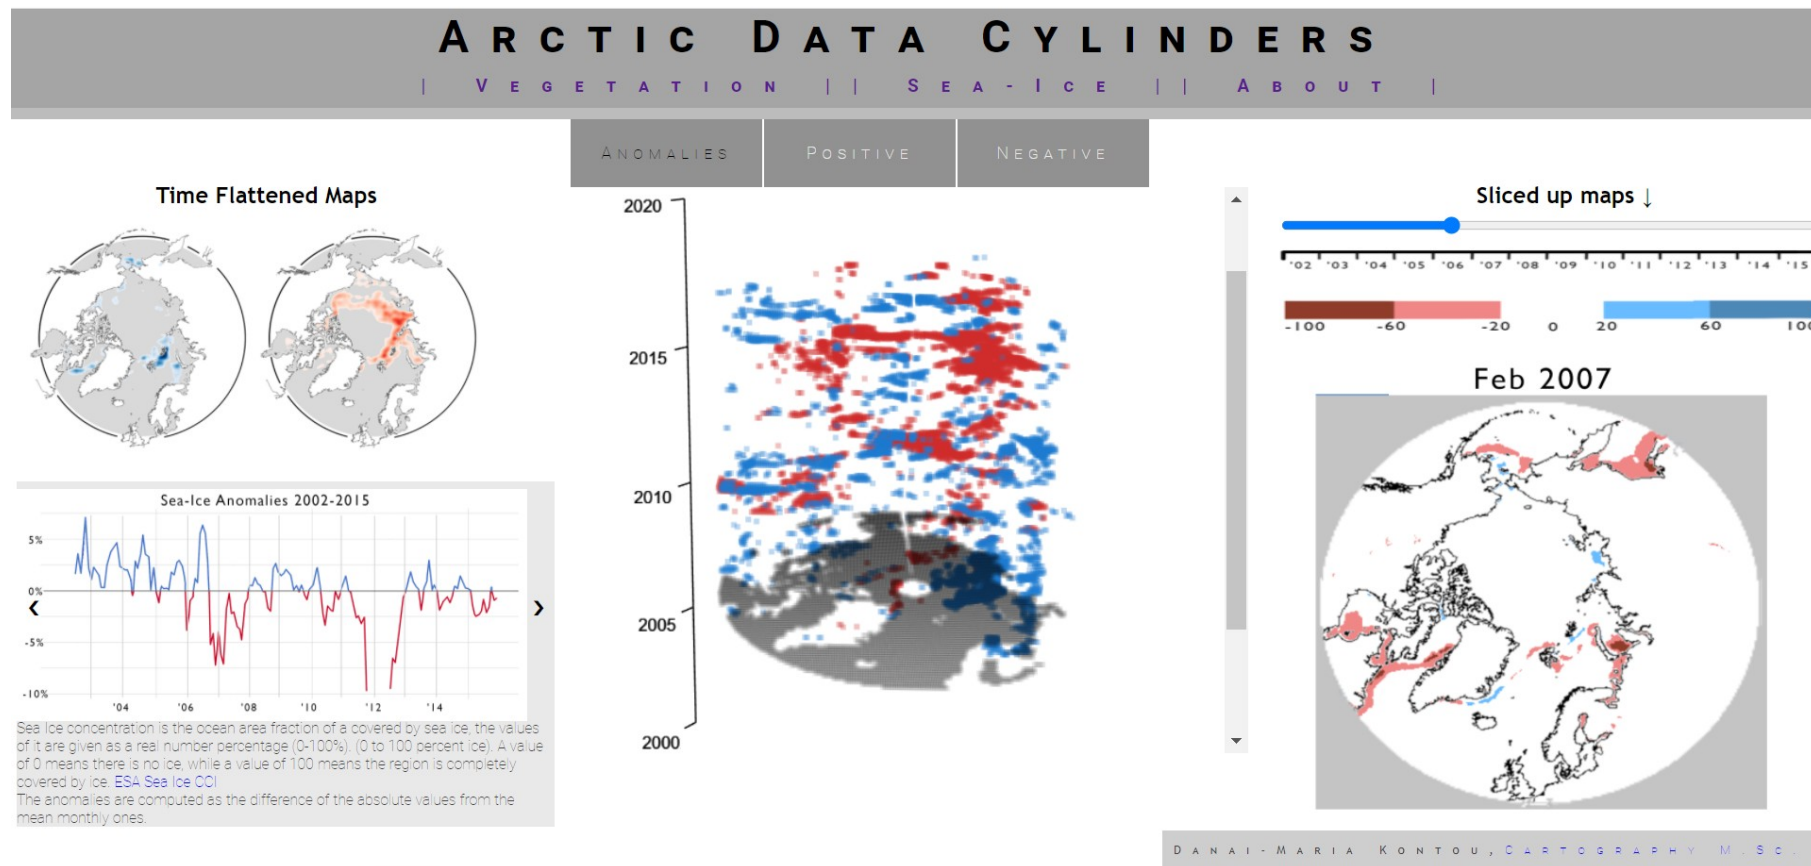 Arctic Data Cylinders
| Vegetation || Sea-Ice || About |
Anomalies
Positive
Negative
Time Flattened Maps
Sea-Ice Anomalies 2002-2015
5%
0%
-5%
-10%
'04 '06 '08 '10 '12 '14
❮ ❯
Sea Ice concentration is the ocean area fraction of a covered by sea ice, the values
of it are given as a real number percentage (0-100%). (0 to 100 percent ice). A value
of 0 means there is no ice, while a value of 100 means the region is completely
covered by ice. ESA Sea Ice CCI
The anomalies are computed as the difference of the absolute values from the
mean monthly ones.
2020
2015
2010
2005
2000
Sliced up maps ↓
'02 '03 '04 '05 '06 '07 '08 '09 '10 '11 '12 '13 '14 '15
-100 -60 -20 0 20 60 100
Feb 2007
Danai-Maria Kontou, Cartography M.Sc.